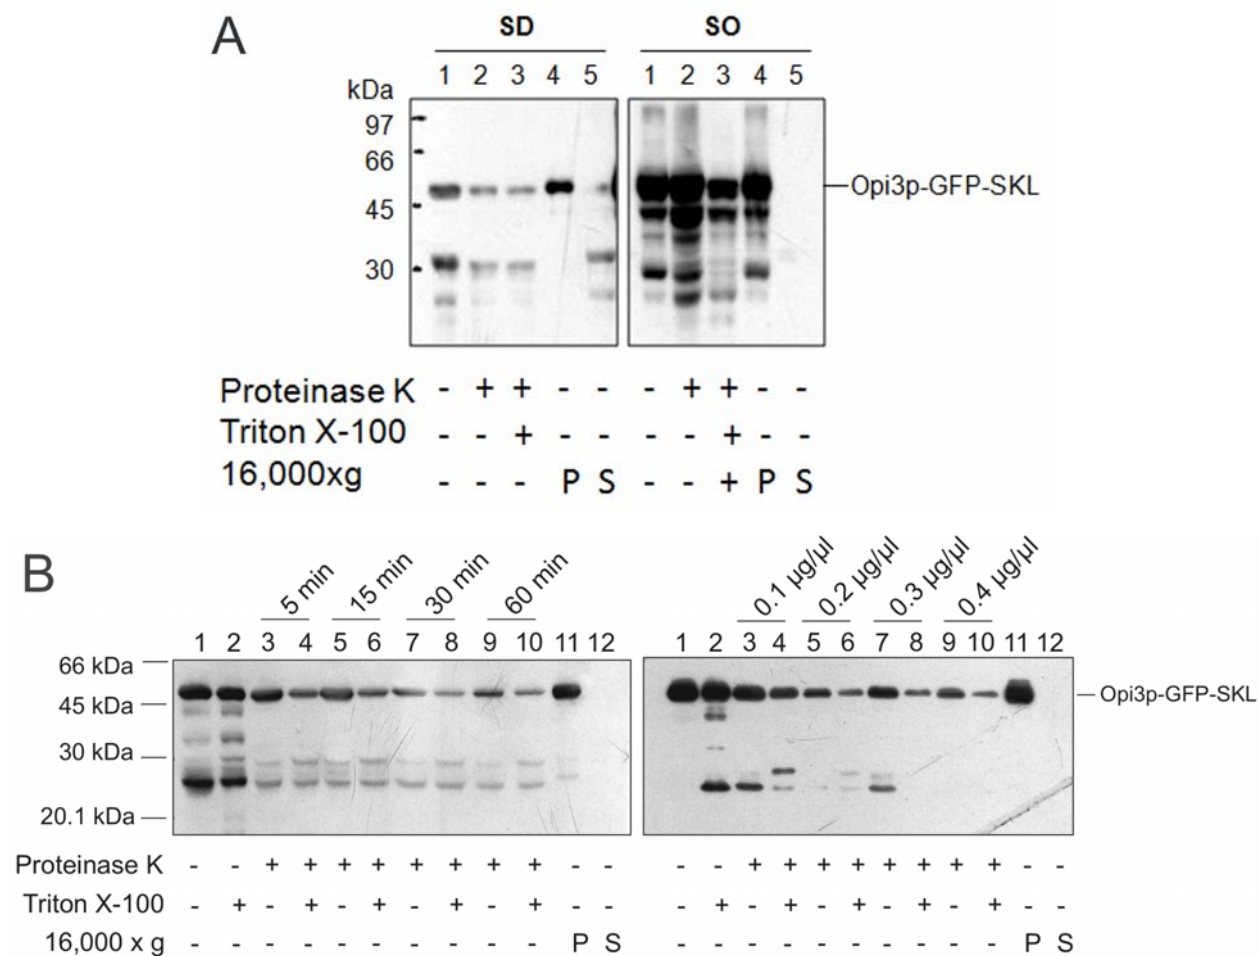 A
SD SO
1 2 3 4 5 1 2 3 4 5
kDa
97
66
Opi3p-GFP-SKL
45
30
Proteinase K - + + - - - + + - -
Triton X-100 - - + - - - - + - -
16,000xg - - - P S - - + P S
B
5 min 15 min 30 min 60 min 0.1 µg/µl 0.2 µg/µl 0.3 µg/µl 0.4 µg/µl
1 2 3 4 5 6 7 8 9 10 11 12 1 2 3 4 5 6 7 8 9 10 11 12
66 kDa
Opi3p-GFP-SKL
45 kDa
30 kDa
20.1 kDa
Proteinase K - - + + + + + + + + - - - - + + + + + + + + - -
Triton X-100 - + - + - + - + - + - - - + - + - + - + - + - -
16,000 x g - - - - - - - - - - P S - - - - - - - - - - P S